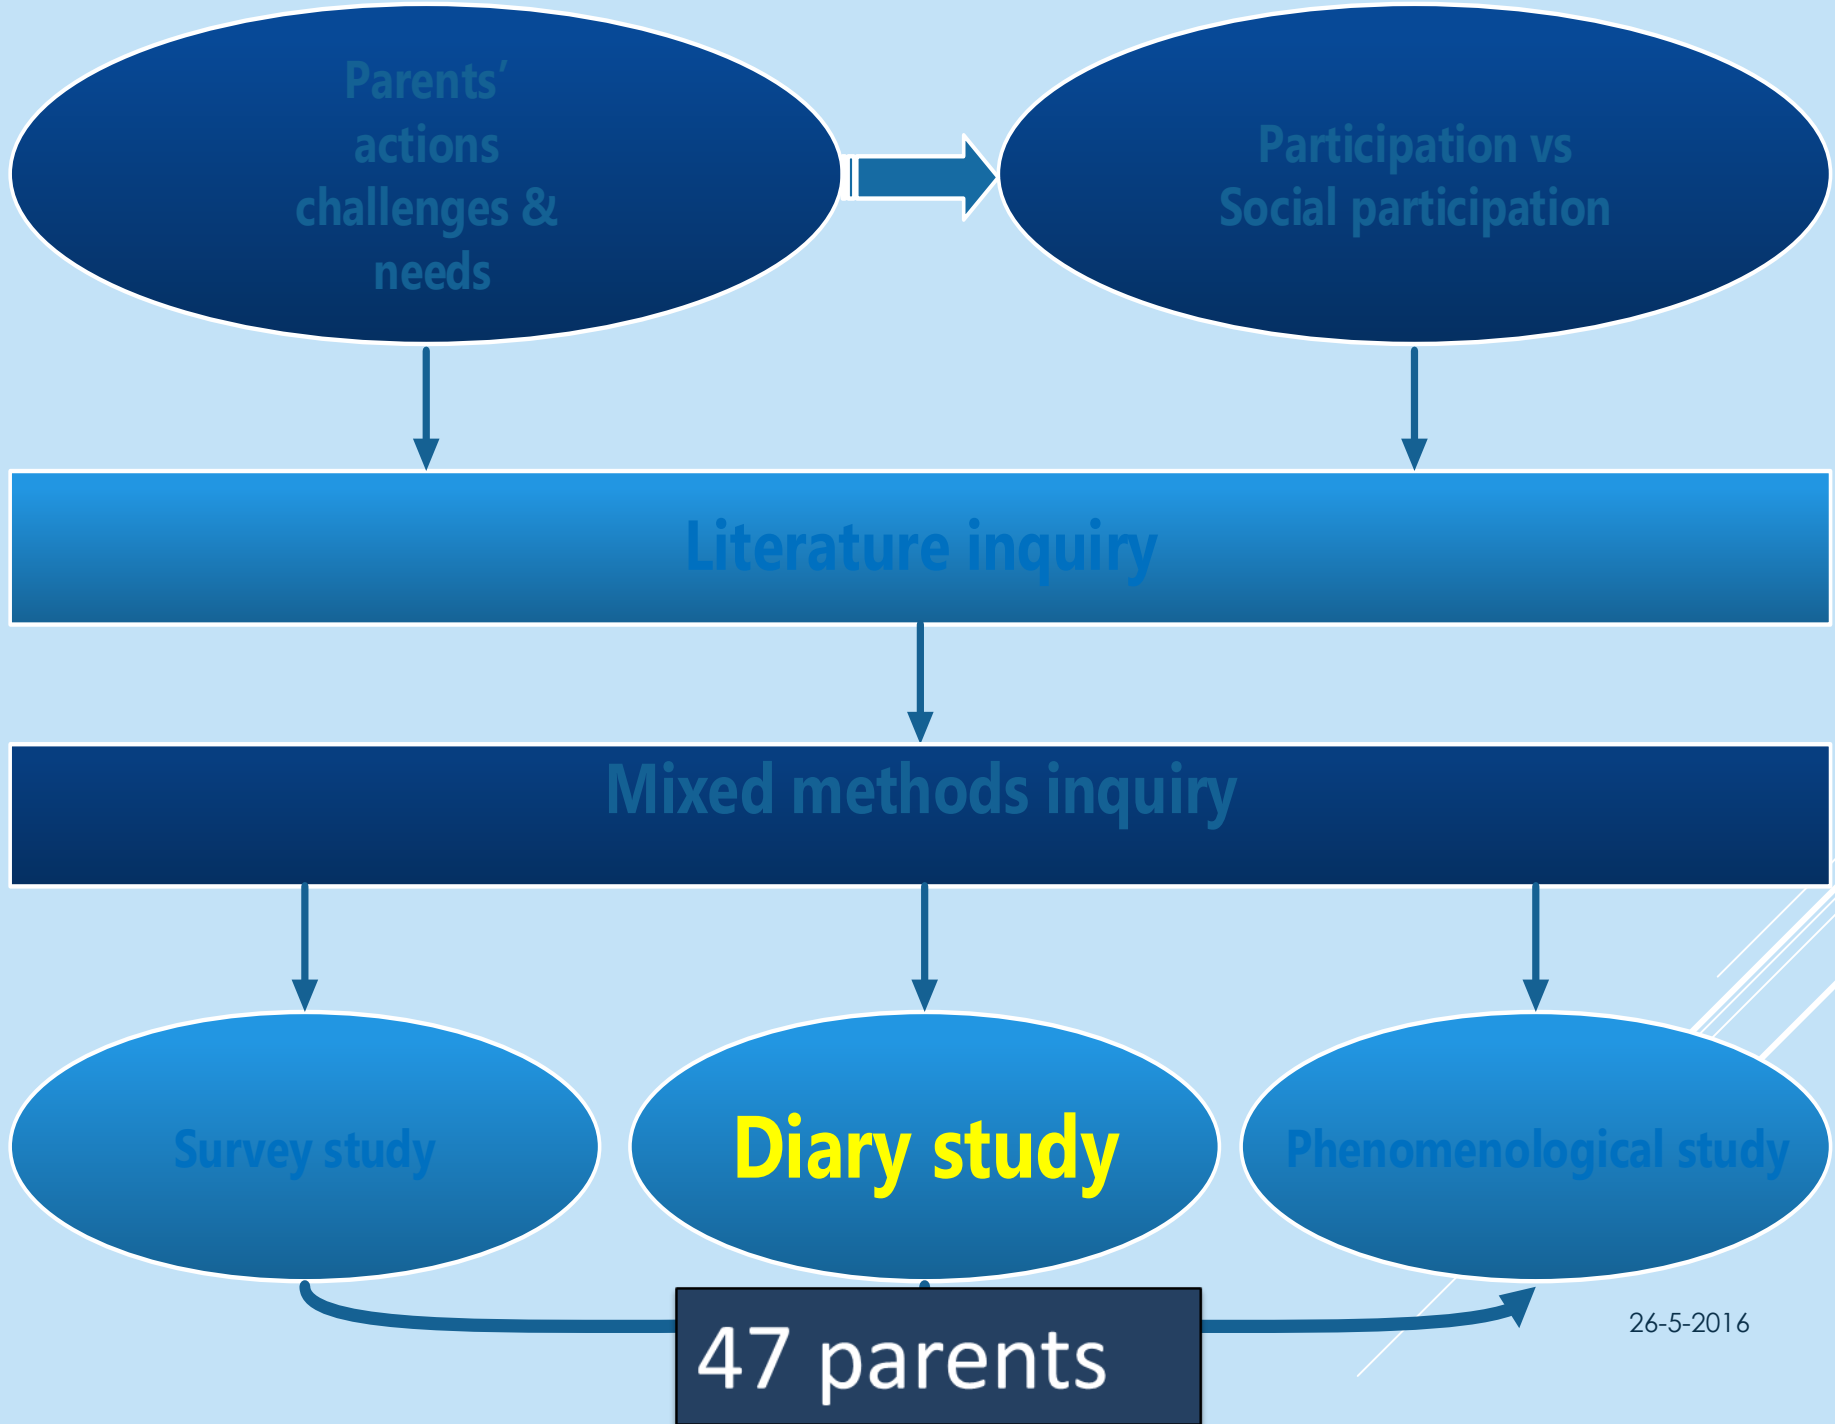 Parents’
actions
challenges &
needs
Participation vs
Social participation
Literature inquiry
Mixed methods inquiry
Survey study
Diary study
Phenomenological study
47 parents
26-5-2016